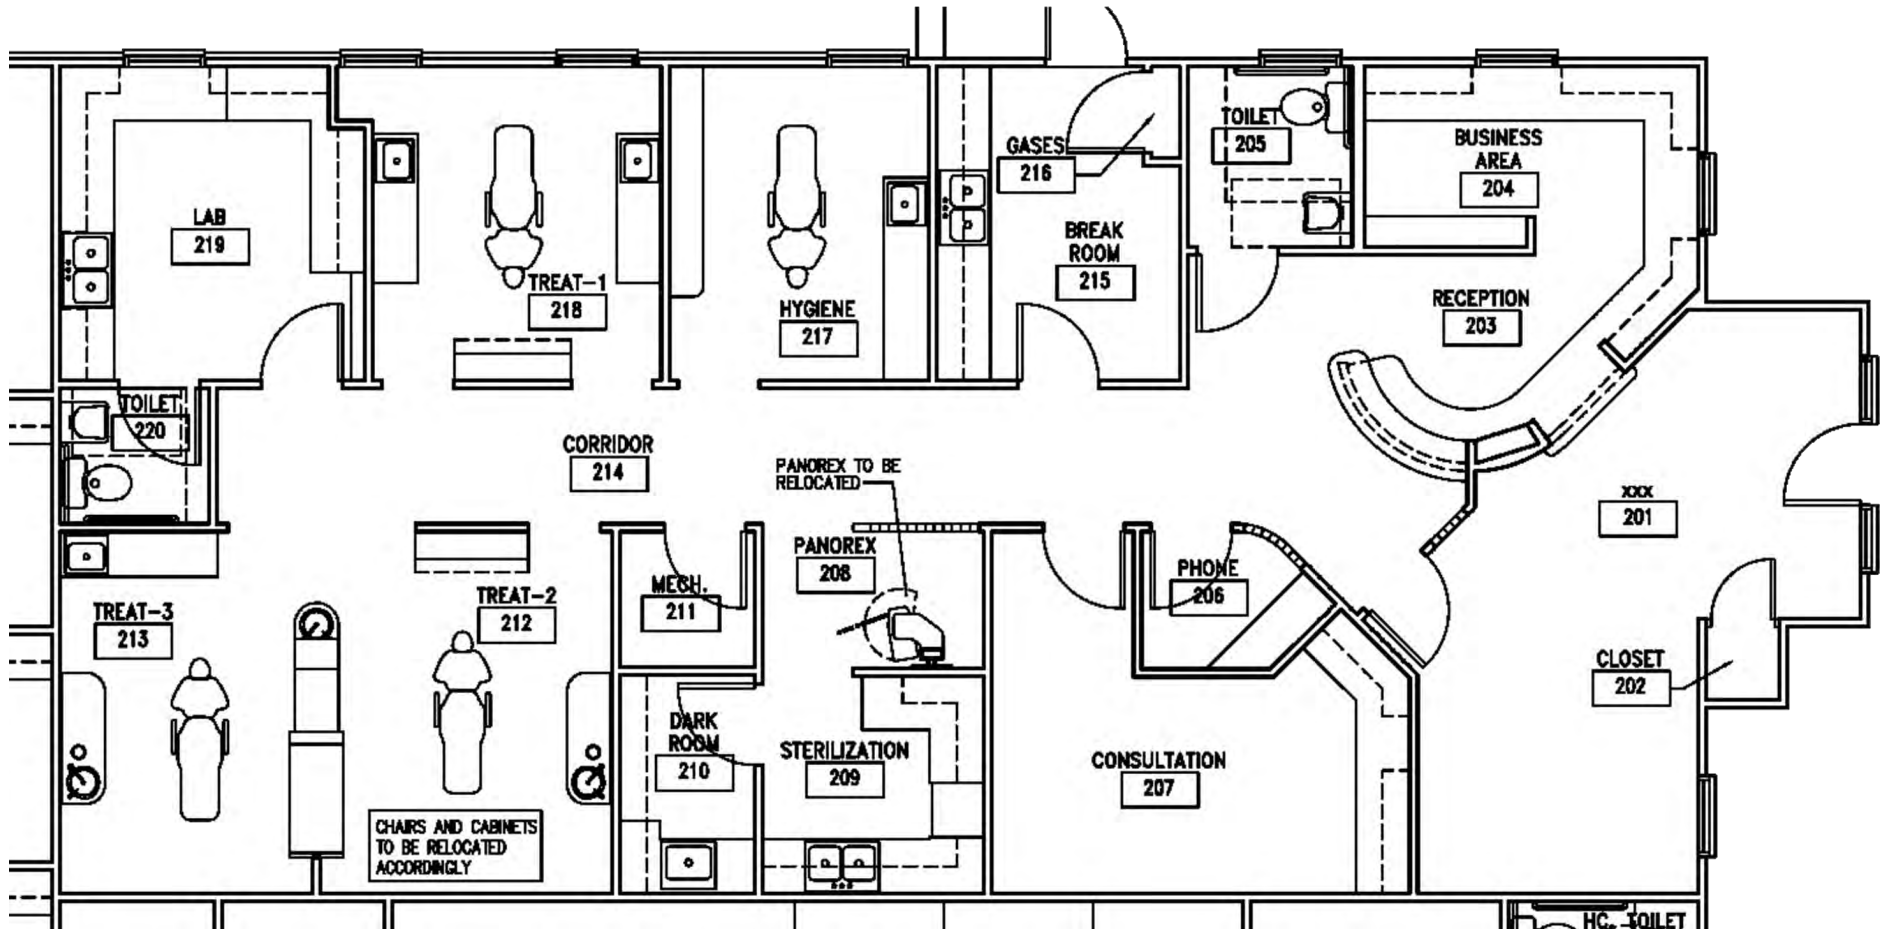 GASES
216
TOILET
205
BUSINESS
AREA
204
LAB
219
BREAK
ROOM
215
TREAT-1
218
HYGIENE
217
RECEPTION
203
TOILET
220
CORRIDOR
214
PANOREX TO BE
RELOCATED
XXX
201
PANOREX
208
MECH.
211
PHONE
206
TREAT-2
212
TREAT-3
213
CLOSET
202
DARK
ROOM
210
STERILIZATION
209
CONSULTATION
207
CHAIRS AND CABINETS
TO BE RELOCATED
ACCORDINGLY
HC. TOILET